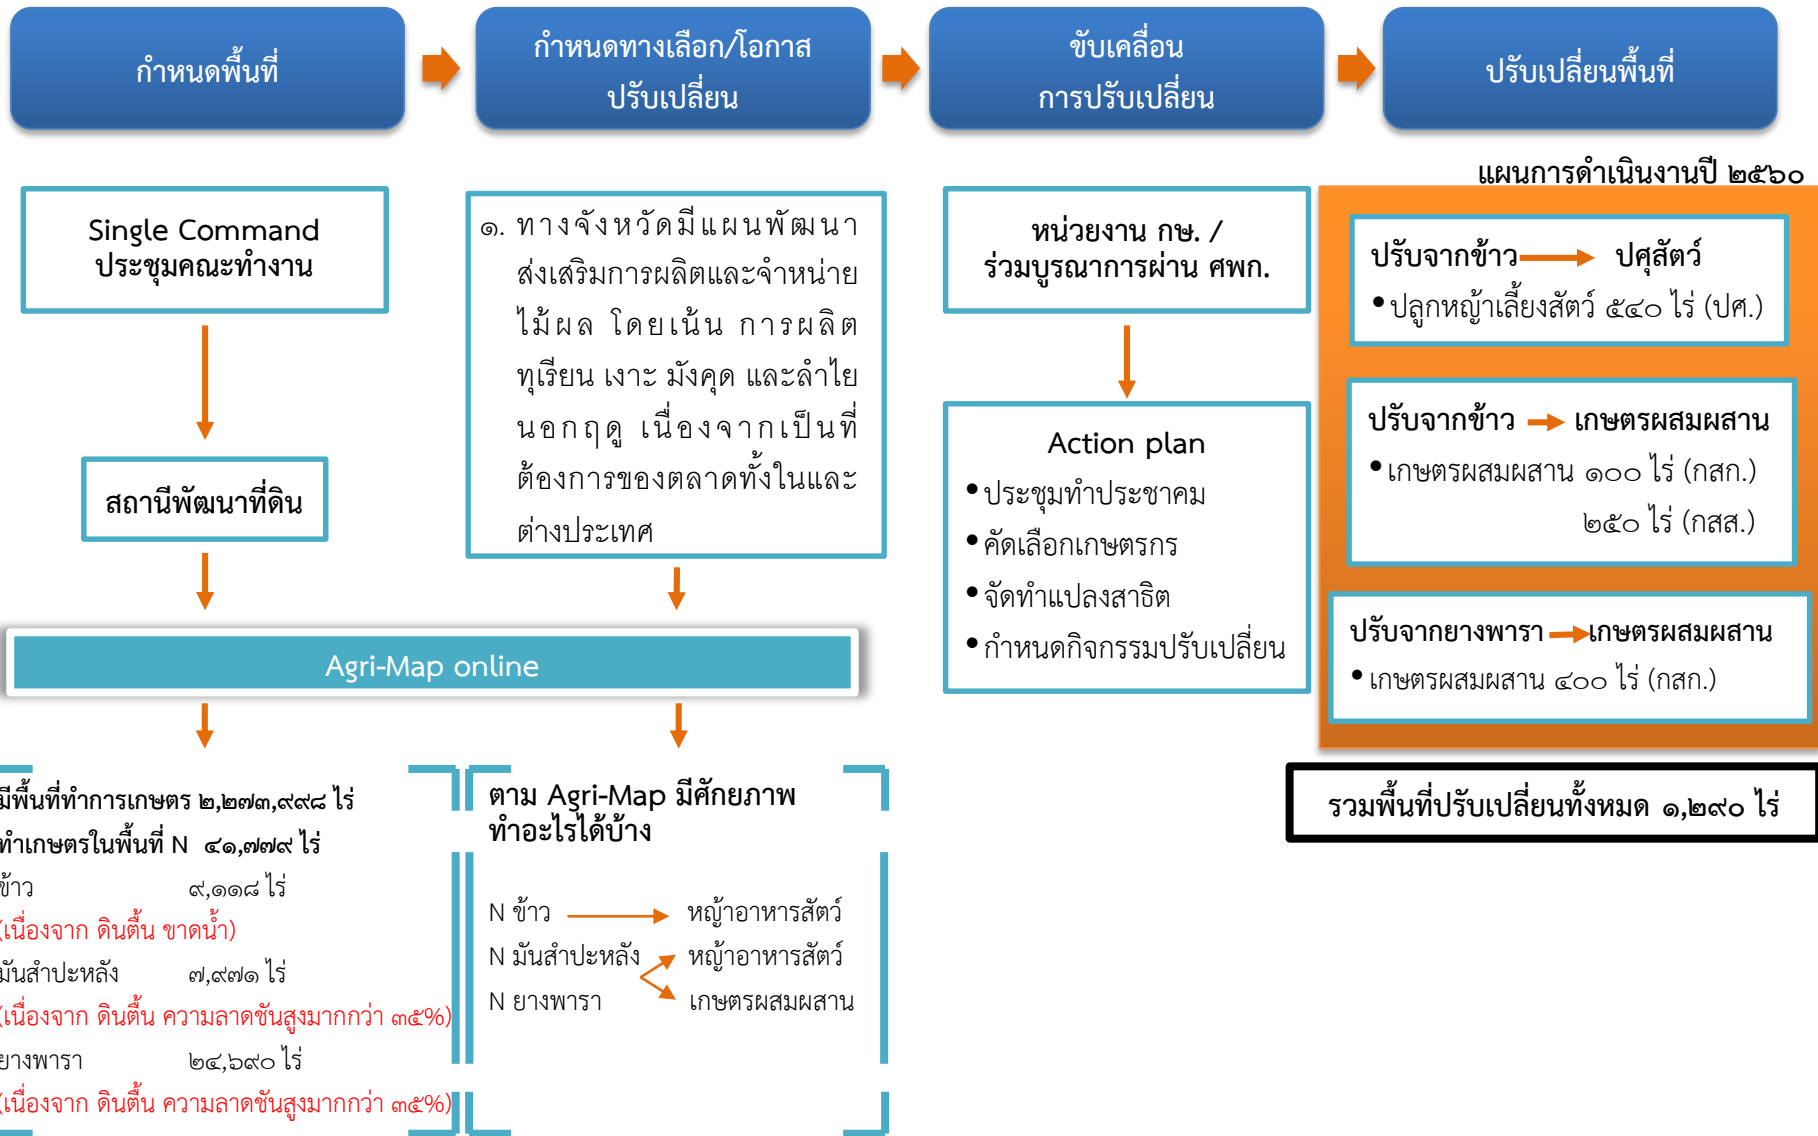 กำหนดพื้นที่
กำหนดทางเลือก/โอกาส
ปรับเปลี่ยน
ขับเคลื่อน
การปรับเปลี่ยน
ปรับเปลี่ยนพื้นที่
Single Command
ประชุมคณะทำงาน
สถานีพัฒนาที่ดิน
๑. ทางจังหวัดมีแผนพัฒนา
ส่งเสริมการผลิตและจำหน่าย
ไม้ผล โดยเน้น การผลิต
ทุเรียน เงาะ มังคุด และลำไย
นอกฤดู เนื่องจากเป็นที่
ต้องการของตลาดทั้งในและ
ต่างประเทศ
Agri-Map online
มีพื้นที่ทำการเกษตร ๒,๒๗๓,๙๙๘ ไร่
ทำเกษตรในพื้นที่ N ๔๑,๗๗๙ ไร่
ข้าว ๙,๑๑๘ ไร่
(เนื่องจาก ดินตื้น ขาดน้ำ)
มันสำปะหลัง ๗,๙๗๑ ไร่
(เนื่องจาก ดินตื้น ความลาดชันสูงมากกว่า ๓๕%)
ยางพารา ๒๔,๖๙๐ ไร่
(เนื่องจาก ดินตื้น ความลาดชันสูงมากกว่า ๓๕%)
ตาม Agri-Map มีศักยภาพ
ทำอะไรได้บ้าง
N ข้าว หญ้าอาหารสัตว์
N มันสำปะหลัง หญ้าอาหารสัตว์
N ยางพารา เกษตรผสมผสาน
หน่วยงาน กษ. /
ร่วมบูรณาการผ่าน ศพก.
Action plan
• ประชุมทำประชาคม
• คัดเลือกเกษตรกร
• จัดทำแปลงสาธิต
• กำหนดกิจกรรมปรับเปลี่ยน
แผนการดำเนินงานปี ๒๕๖๐
ปรับจากข้าว ปศุสัตว์
• ปลูกหญ้าเลี้ยงสัตว์ ๕๔๐ ไร่ (ปศ.)
ปรับจากข้าว เกษตรผสมผสาน
• เกษตรผสมผสาน ๑๐๐ ไร่ (กสก.)
๒๕๐ ไร่ (กสส.)
ปรับจากยางพารา เกษตรผสมผสาน
• เกษตรผสมผสาน ๔๐๐ ไร่ (กสก.)
รวมพื้นที่ปรับเปลี่ยนทั้งหมด ๑,๒๙๐ ไร่